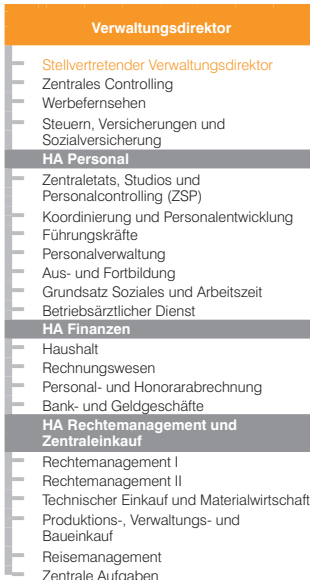 Verwaltungsdirektor
Stellvertretender Verwaltungsdirektor
Zentrales Controlling
Werbefernsehen
Steuern, Versicherungen und
Sozialversicherung
HA Personal
Zentraletats, Studios und
Personalcontrolling (ZSP)
Koordinierung und Personalentwicklung
Führungskräfte
Personalverwaltung
Aus- und Fortbildung
Grundsatz Soziales und Arbeitszeit
Betriebsärztlicher Dienst
HA Finanzen
Haushalt
Rechnungswesen
Personal- und Honorarabrechnung
Bank- und Geldgeschäfte
HA Rechtemanagement und
Zentraleinkauf
Rechtemanagement I
Rechtemanagement II
Technischer Einkauf und Materialwirtschaft
Produktions-, Verwaltungs- und
Baueinkauf
Reisemanagement
Zentrale Aufgaben